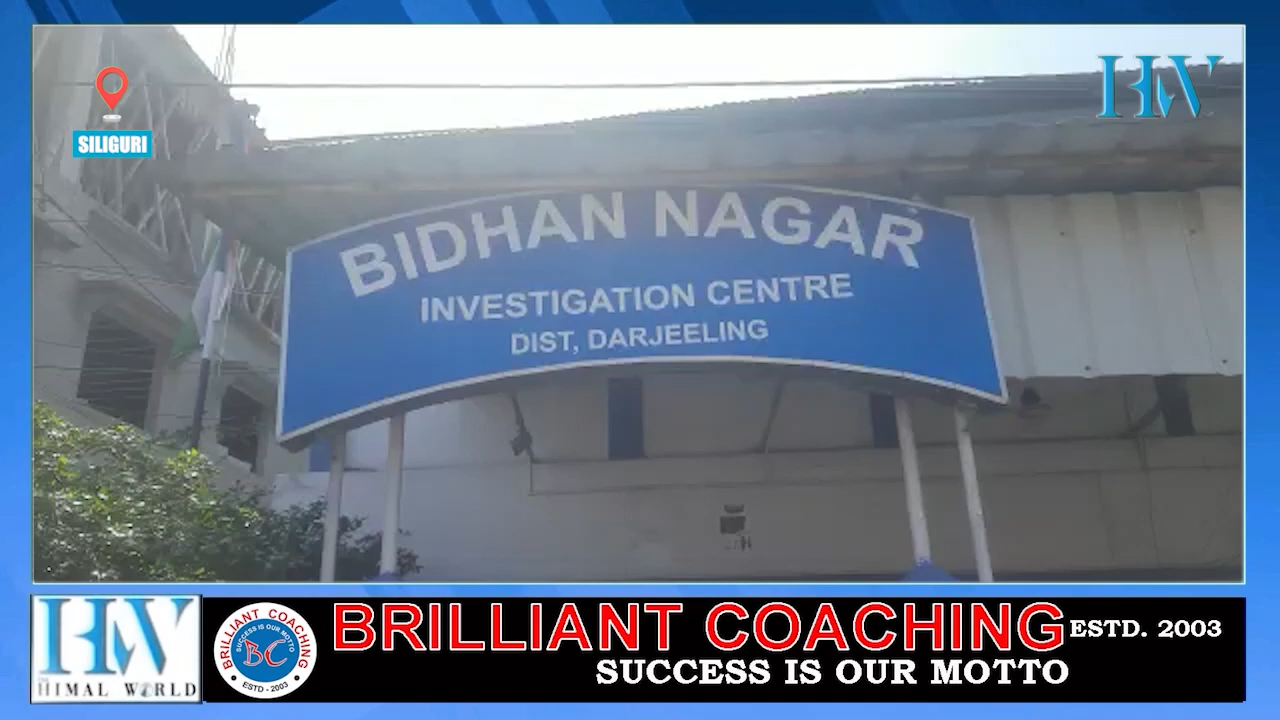 SILIGURI
HW
BIDHAN NAGAR
INVESTIGATION CENTRE
DIST, DARJEELING
HW
THE
HIMAL WORLD
BRILLIANT COACHING
SUCCESS IS OUR MOTTO
BC
ESTD - 2003
BRILLIANT COACHING ESTD. 2003
SUCCESS IS OUR MOTTO